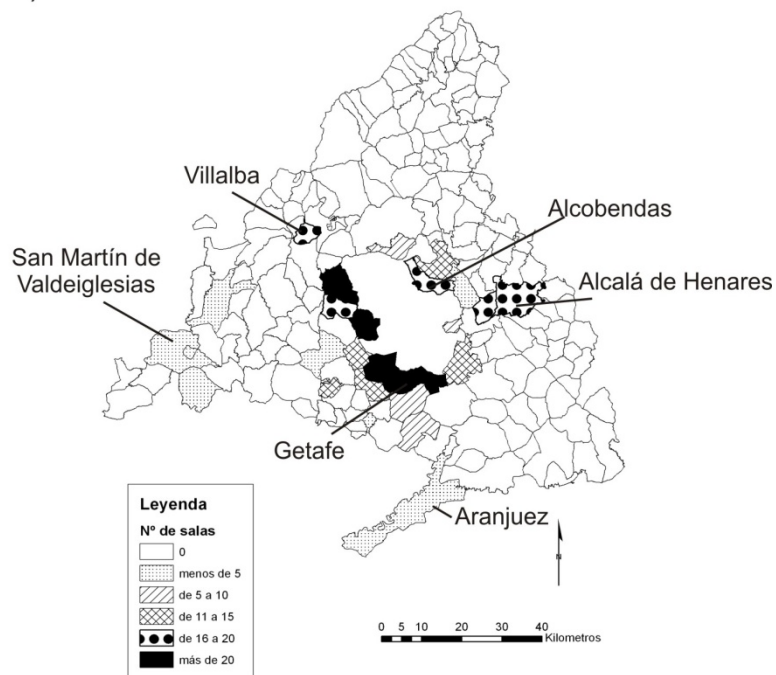 Villalba
Alcobendas
San Martín de
Valdeiglesias
Alcalá de Henares
Getafe
Aranjuez
Leyenda
Nº de salas
0
menos de 5
de 5 a 10
de 11 a 15
de 16 a 20
más de 20
N
0 5 10 20 30 40
Kilometros